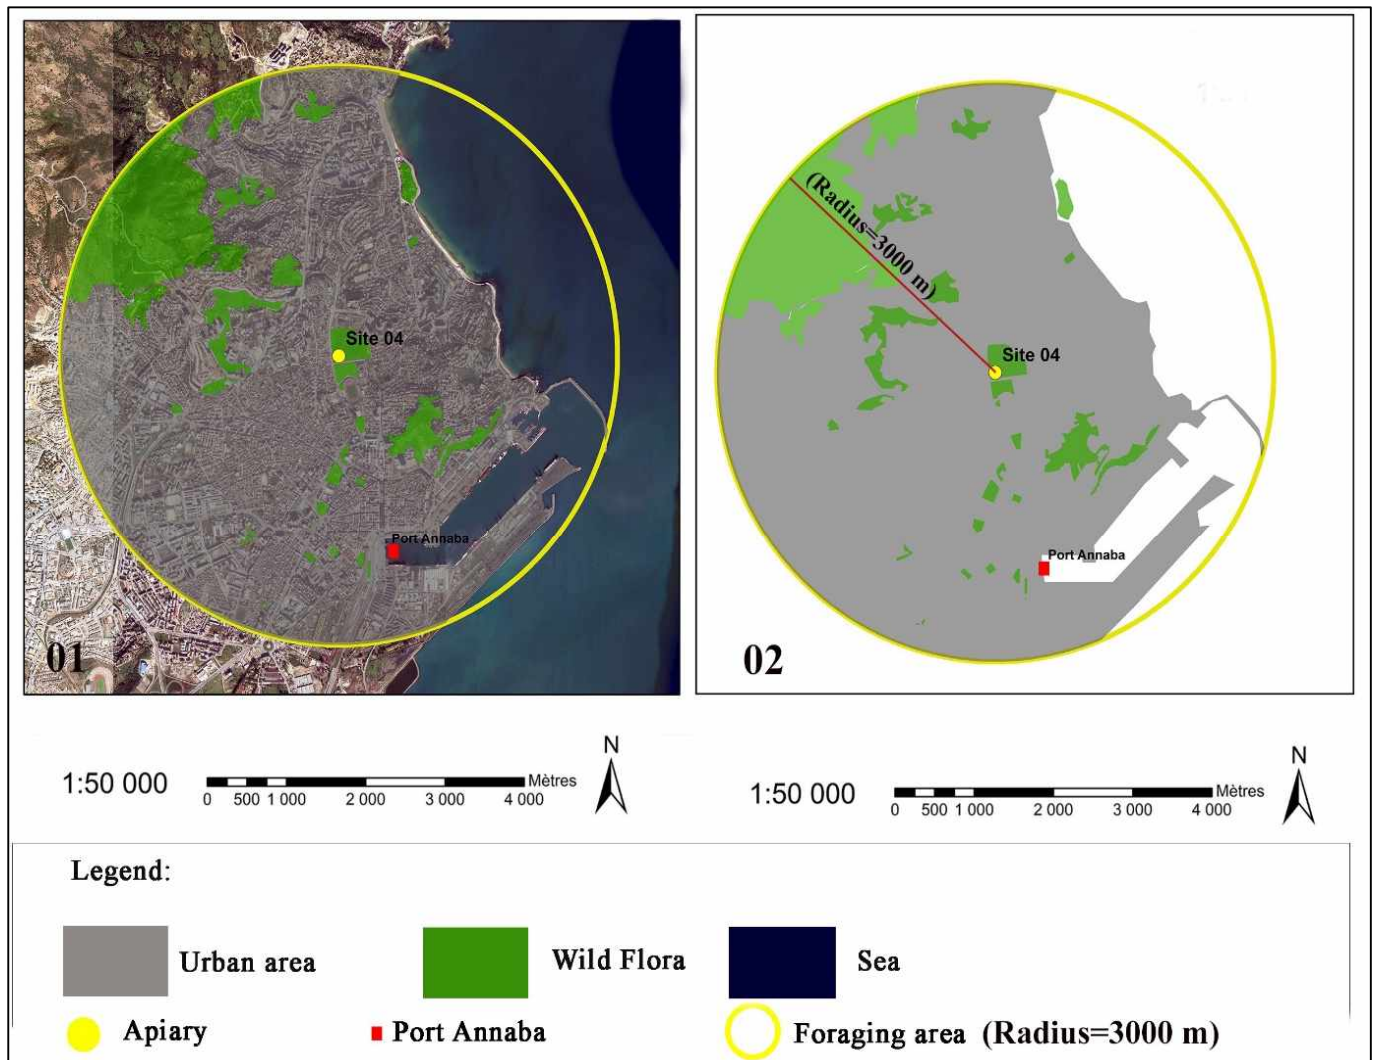 Site 04
Port Annaba
01
(Radius=3000 m)
Site 04
Port Annaba
02
1:50 000
0 500 1 000 2 000 3 000 4 000
Mètres
N
1:50 000
0 500 1 000 2 000 3 000 4 000
Mètres
N
Legend:
Urban area
Wild Flora
Sea
Apiary
Port Annaba
Foraging area (Radius=3000 m)